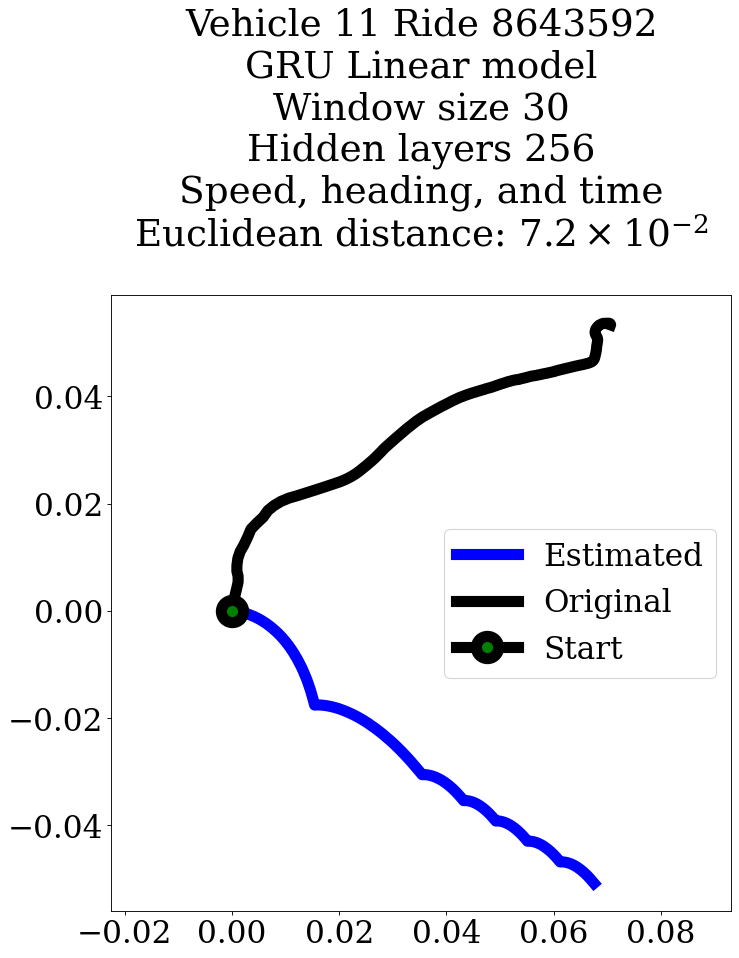 Vehicle 11 Ride 8643592
GRU Linear model
Window size 30
Hidden layers 256
Speed, heading, and time
Euclidean distance: 7.2 × 10⁻²
0.04
0.02
0.00
−0.02
−0.04
Estimated
Original
Start
−0.02 0.00 0.02 0.04 0.06 0.08